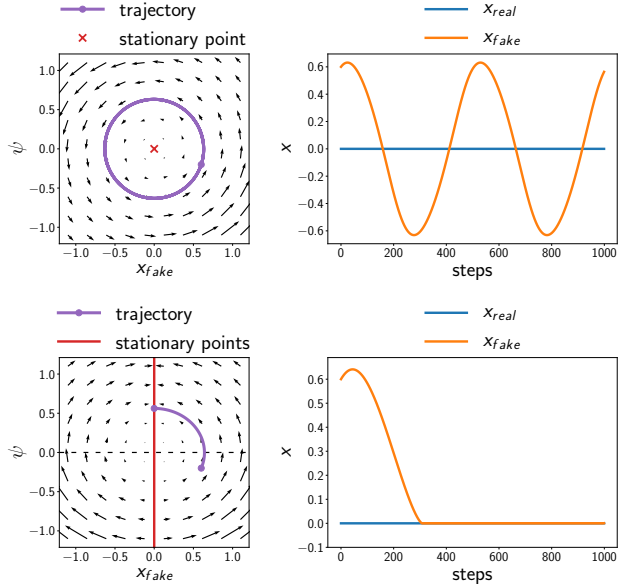 trajectory
stationary point
1.0
0.5
0.0
−0.5
−1.0
ψ
−1.0 −0.5 0.0 0.5 1.0
x_fake
x_real
x_fake
0.6
0.4
0.2
0.0
−0.2
−0.4
−0.6
x
0 200 400 600 800 1000
steps
trajectory
stationary points
1.0
0.5
0.0
−0.5
−1.0
ψ
−1.0 −0.5 0.0 0.5 1.0
x_fake
x_real
x_fake
0.6
0.5
0.4
0.3
0.2
0.1
0.0
−0.1
x
0 200 400 600 800 1000
steps